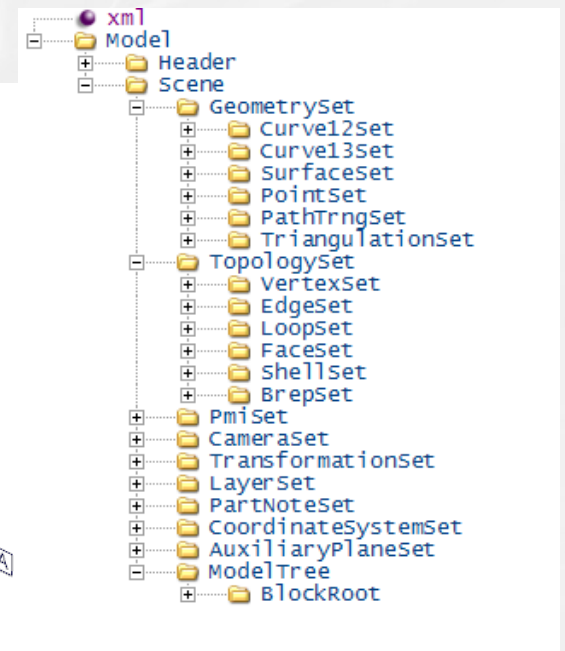 xml
Model
Header
Scene
GeometrySet
Curve12Set
Curve13Set
SurfaceSet
PointSet
PathTrngSet
TriangulationSet
TopologySet
VertexSet
EdgeSet
LoopSet
FaceSet
ShellSet
BrepSet
PmiSet
CameraSet
TransformationSet
LayerSet
PartNoteSet
CoordinateSystemSet
AuxiliaryPlaneSet
A
ModelTree
BlockRoot